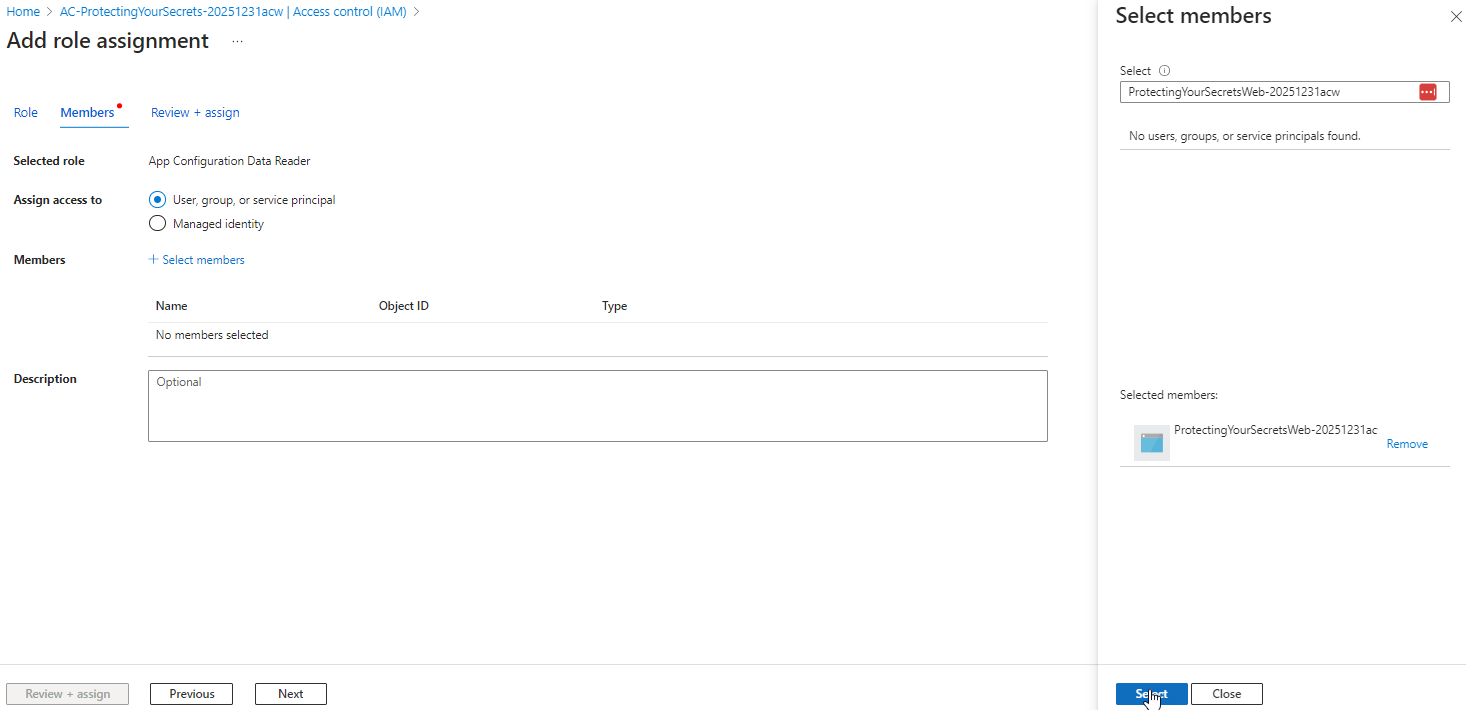 Home > AC-ProtectingYourSecrets-20251231acw | Access control (IAM) >
Add role assignment ...
Role Members Review + assign
Selected role App Configuration Data Reader
Assign access to User, group, or service principal
Managed identity
Members + Select members
Name Object ID Type
No members selected
Description Optional
Review + assign Previous Next
Select members
Select
ProtectingYourSecretsWeb-20251231acw
No users, groups, or service principals found.
Selected members:
ProtectingYourSecretsWeb-20251231ac
Remove
Select Close